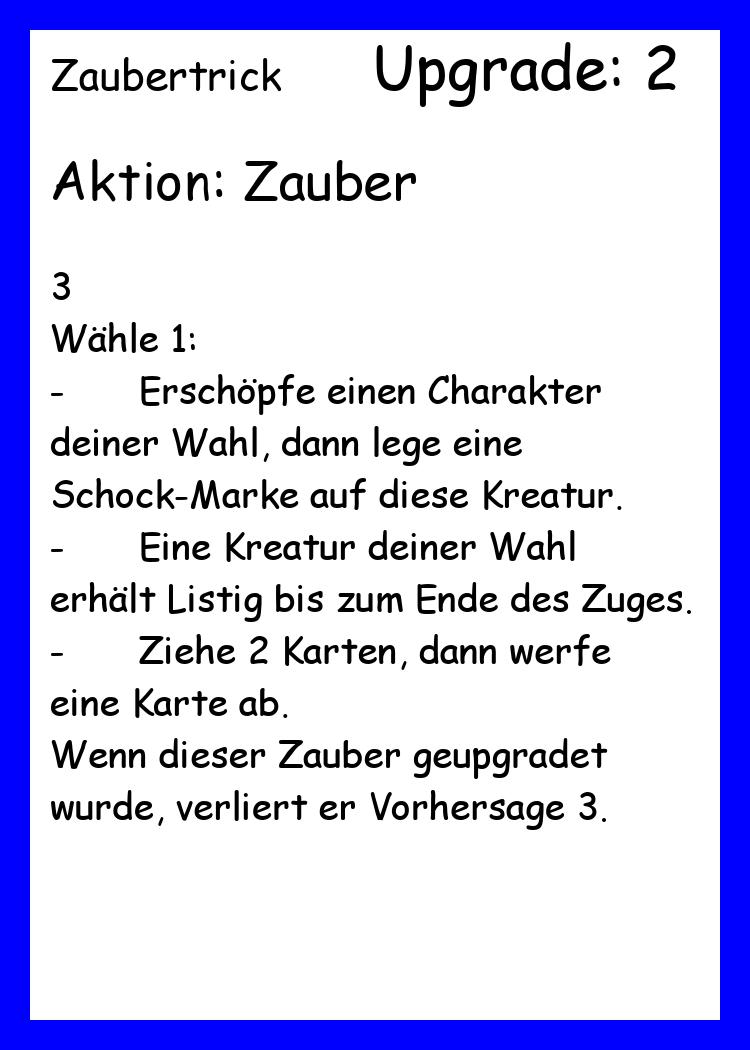 Zaubertrick Upgrade: 2
Aktion: Zauber
3
Wähle 1:
- Erschöpfe einen Charakter
deiner Wahl, dann lege eine
Schock-Marke auf diese Kreatur.
- Eine Kreatur deiner Wahl
erhält Listig bis zum Ende des Zuges.
- Ziehe 2 Karten, dann werfe
eine Karte ab.
Wenn dieser Zauber geupgradet
wurde, verliert er Vorhersage 3.